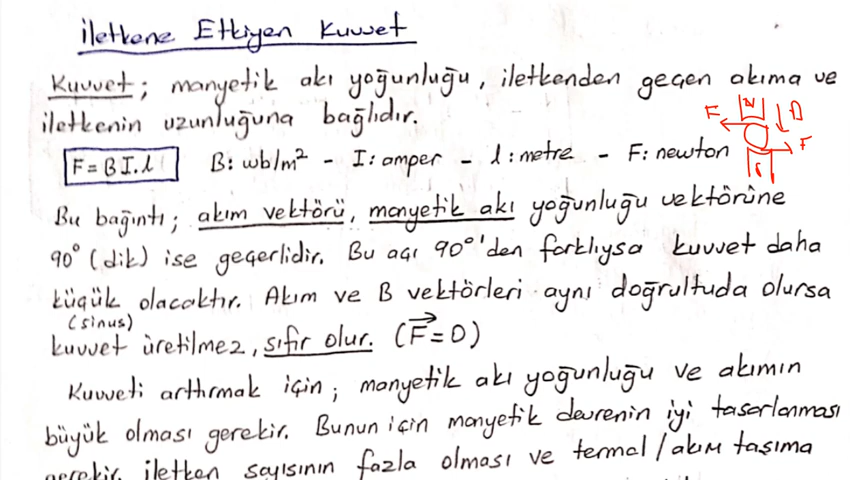 İletkene Etkiyen Kuvvet
Kuvvet; manyetik akı yoğunluğu, iletkenden geçen akıma ve
iletkenin uzunluğuna bağlıdır.
F N B
F
S
F = B I . l B: wb/m² - I: amper - l: metre - F: newton
Bu bağıntı; akım vektörü, manyetik akı yoğunluğu vektörüne
90° (dik) ise geçerlidir. Bu açı 90°'den farklıysa kuvvet daha
küçük olacaktır. Akım ve B vektörleri aynı doğrultuda olursa
(sinus)
kuvvet üretilmez, sıfır olur. (F⃗ = 0)
Kuvveti arttırmak için; manyetik akı yoğunluğu ve akımın
büyük olması gerekir. Bunun için manyetik devrenin iyi tasarlanması
gerekir. İletken sayısının fazla olması ve termal/akım taşıma